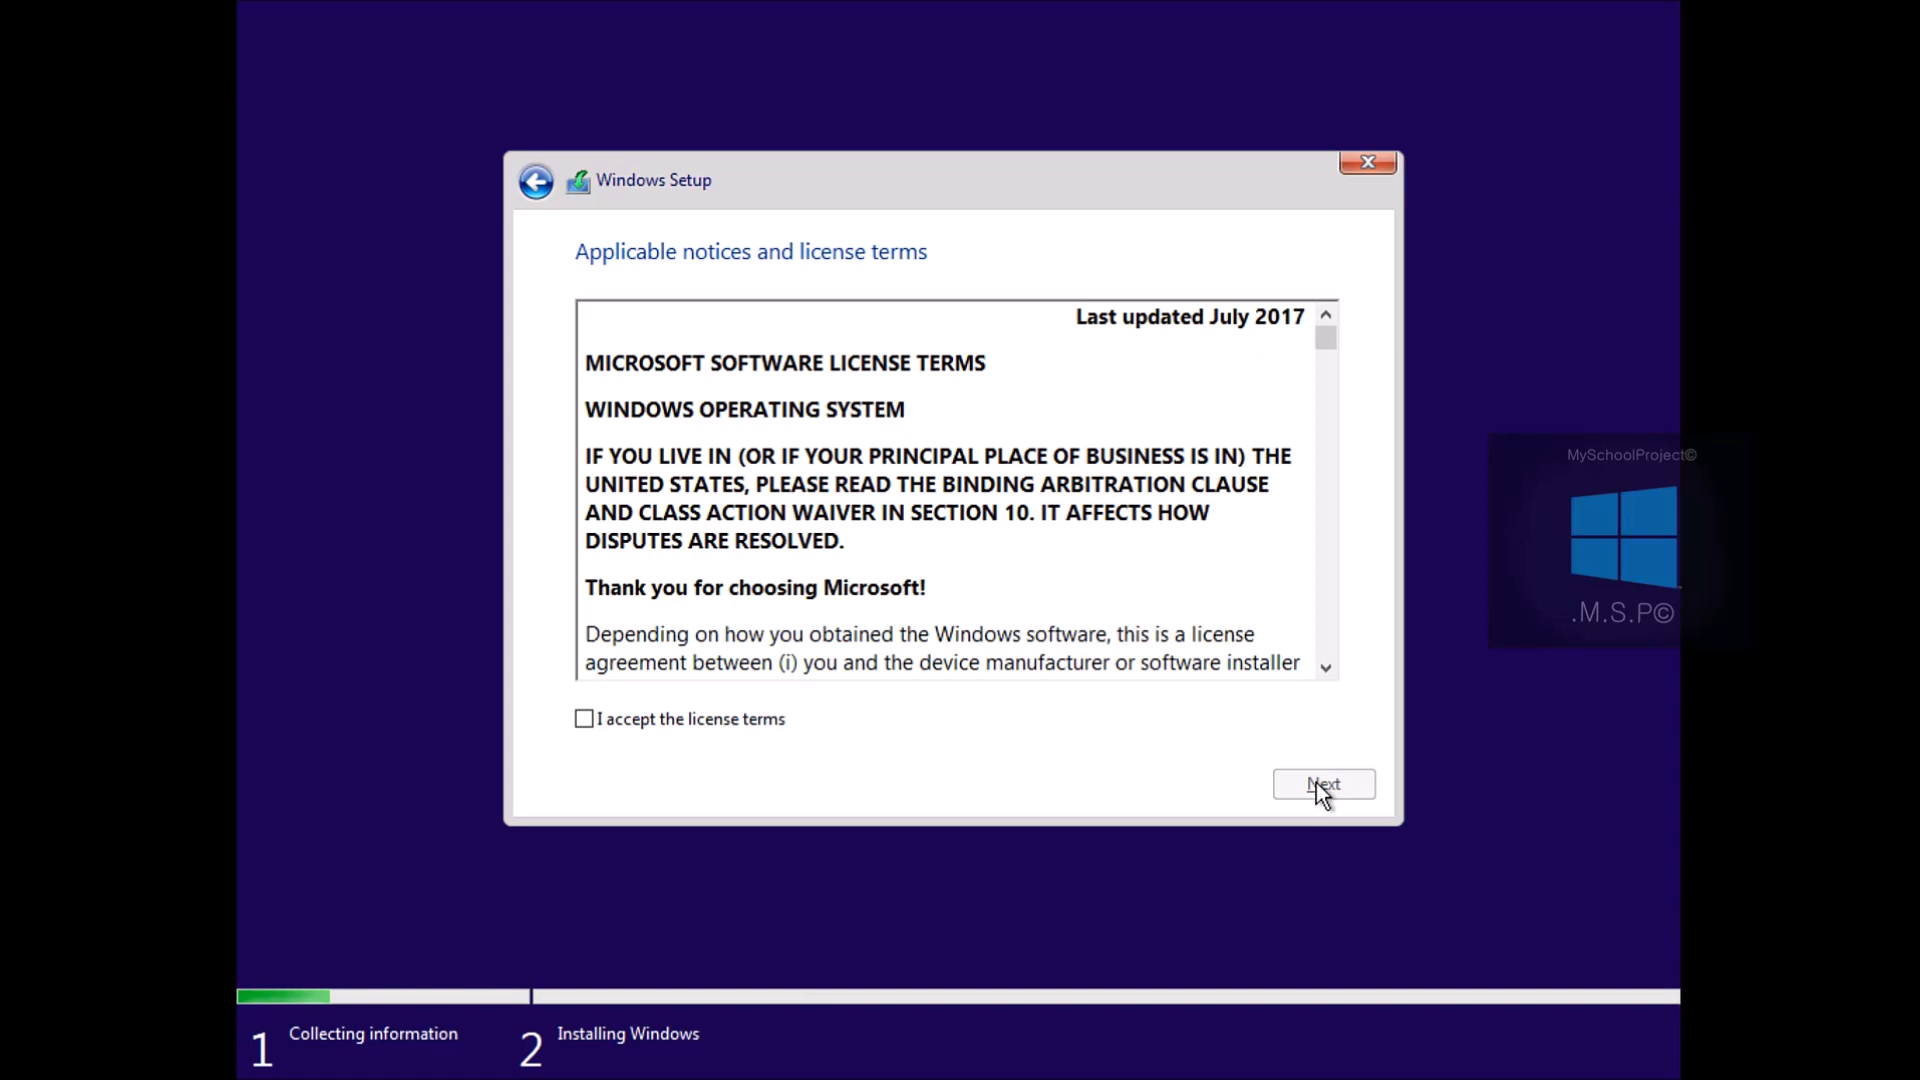 Windows Setup
Applicable notices and license terms
Last updated July 2017
MICROSOFT SOFTWARE LICENSE TERMS
WINDOWS OPERATING SYSTEM
IF YOU LIVE IN (OR IF YOUR PRINCIPAL PLACE OF BUSINESS IS IN) THE
UNITED STATES, PLEASE READ THE BINDING ARBITRATION CLAUSE
AND CLASS ACTION WAIVER IN SECTION 10. IT AFFECTS HOW
DISPUTES ARE RESOLVED.
Thank you for choosing Microsoft!
Depending on how you obtained the Windows software, this is a license
agreement between (i) you and the device manufacturer or software installer
I accept the license terms
Next
MySchoolProject©
.M.S.P©
1 Collecting information
2 Installing Windows